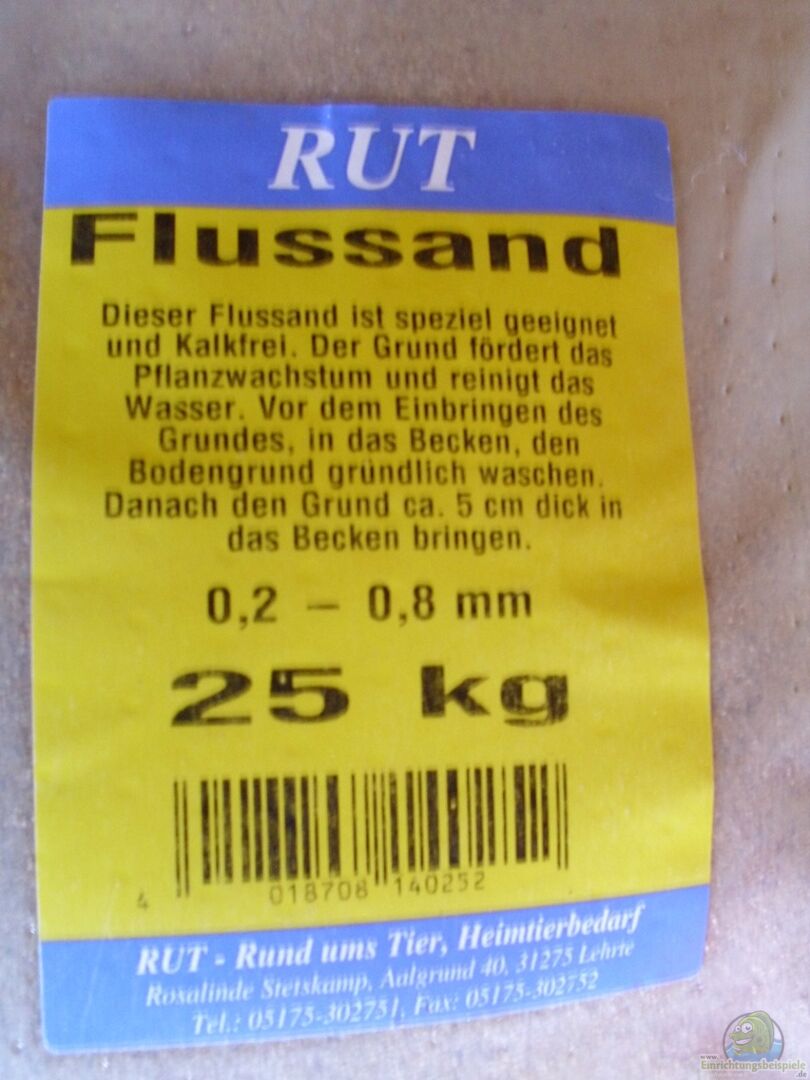 RUT
Flussand
Dieser Flussand ist speziel geeignet
und Kalkfrei. Der Grund fördert das
Pflanzwachstum und reinigt das
Wasser. Vor dem Einbringen des
Grundes, in das Becken, den
Bodengrund gründlich waschen.
Danach den Grund ca. 5 cm dick in
das Becken bringen.
0,2 – 0,8 mm
25 kg
4 018708 140252
RUT - Rund ums Tier, Heimtierbedarf
Rosalinde Stetskamp, Aalgrund 40, 31275 Lehrte
Tel.: 05175-302751, Fax: 05175-302752
www.
Einrichtungsbeispiele
.de